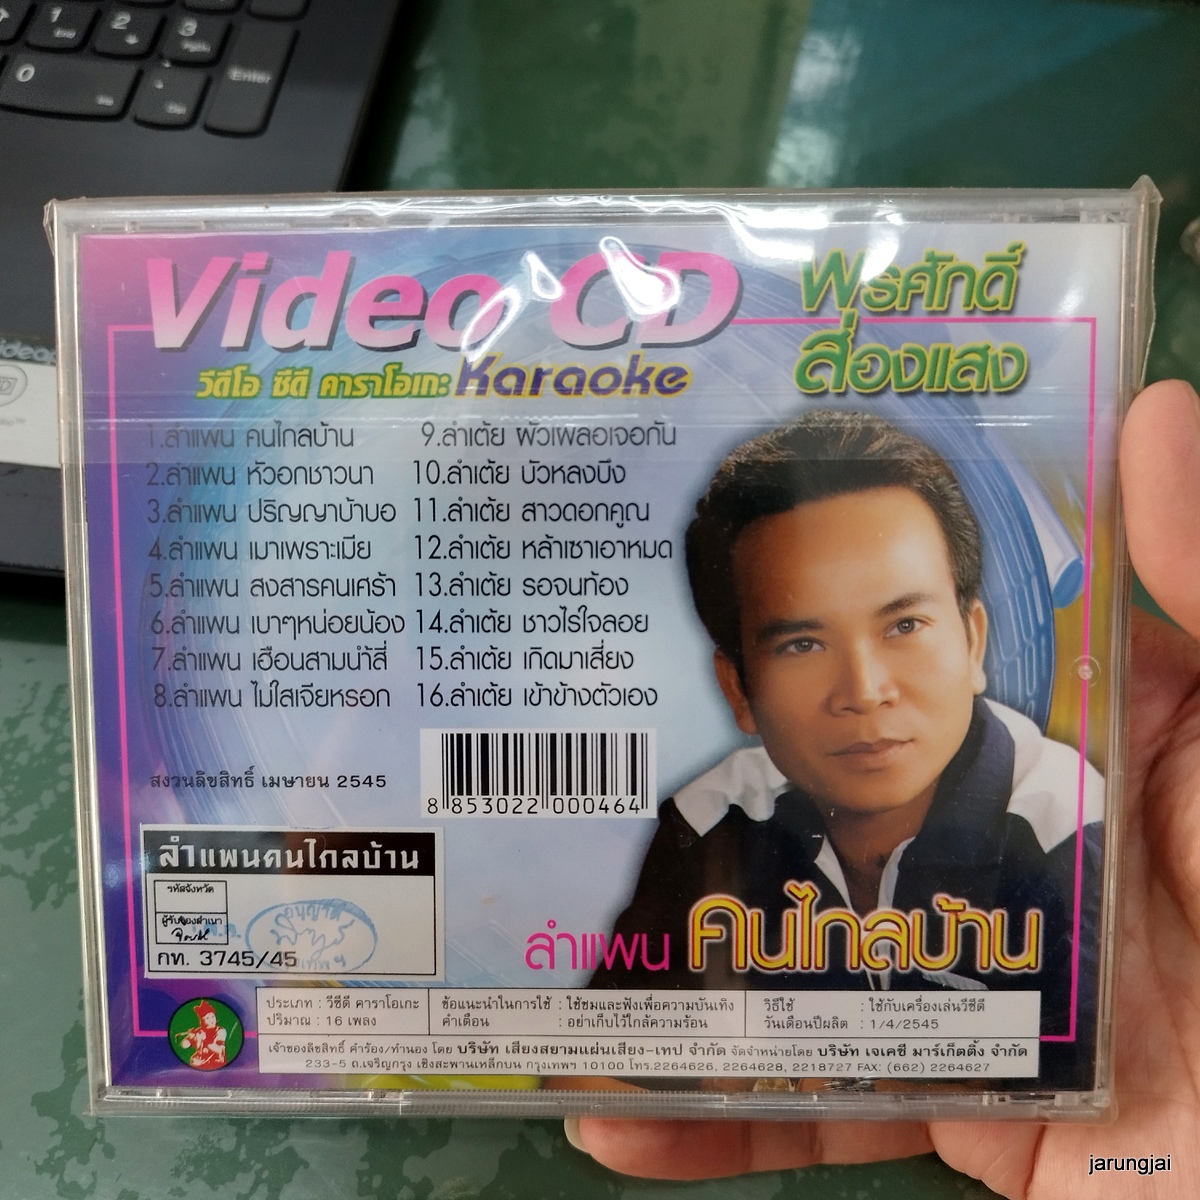 1
2
3
0
Enter
Video CD
พรศักดิ์
ส่องแสง
วีดีโอ ซีดี คาราโอเกะ Karaoke
1.ลำแพน คนไกลบ้าน
2.ลำแพน หัวอกชาวนา
3.ลำแพน ปริญญาบ้าบอ
4.ลำแพน เมาเพราะเมีย
5.ลำแพน สงสารคนเศร้า
6.ลำแพน เบาๆหน่อยน้อง
7.ลำแพน เฮือนสามน้ำสี่
8.ลำแพน ไม่ใสเจียหรอก
9.ลำเต้ย ผัวเผลอเจอกัน
10.ลำเต้ย บัวหลงบึง
11.ลำเต้ย สาวดอกคูณ
12.ลำเต้ย หล้าเซาเอาหมด
13.ลำเต้ย รอจนท้อง
14.ลำเต้ย ชาวไร่ใจลอย
15.ลำเต้ย เกิดมาเสี่ยง
16.ลำเต้ย เข้าข้างตัวเอง
สงวนลิขสิทธิ์ เมษายน 2545
8 853022 000464
ลำแพนคนไกลบ้าน
รหัสจังหวัด
ผู้รับรองสำเนา
กท. 3745/45
อนุญาต
ลำแพน คนไกลบ้าน
ประเภท : วีซีดี คาราโอเกะ
ปริมาณ : 16 เพลง
ข้อแนะนำในการใช้ : ใช้ชมและฟังเพื่อความบันเทิง
คำเตือน : อย่าเก็บไว้ใกล้ความร้อน
วิธีใช้ : ใช้กับเครื่องเล่นวีซีดี
วันเดือนปีผลิต : 1/4/2545
เจ้าของลิขสิทธิ์ คำร้อง/ทำนอง โดย บริษัท เสียงสยามแผ่นเสียง-เทป จำกัด จัดจำหน่ายโดย บริษัท เจเคซี มาร์เก็ตติ้ง จำกัด
233-5 ถ.เจริญกรุง เชิงสะพานเหล็กบน กรุงเทพฯ 10100 โทร.2264626, 2264628, 2218727 FAX: (662) 2264627
jarungjai